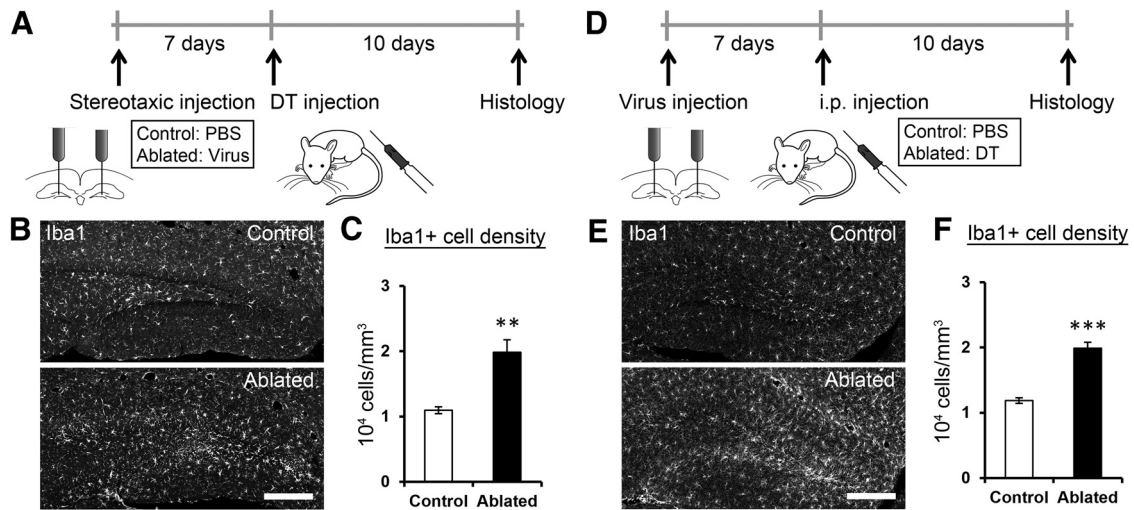 A
7 days
10 days
Stereotaxic injection
DT injection
Histology
Control: PBS
Ablated: Virus
B
Iba1
Control
Ablated
C
Iba1+ cell density
10⁴ cells/mm³
3
2
1
0
**
Control
Ablated
D
7 days
10 days
Virus injection
i.p. injection
Histology
Control: PBS
Ablated: DT
E
Iba1
Control
Ablated
F
Iba1+ cell density
10⁴ cells/mm³
3
2
1
0
***
Control
Ablated